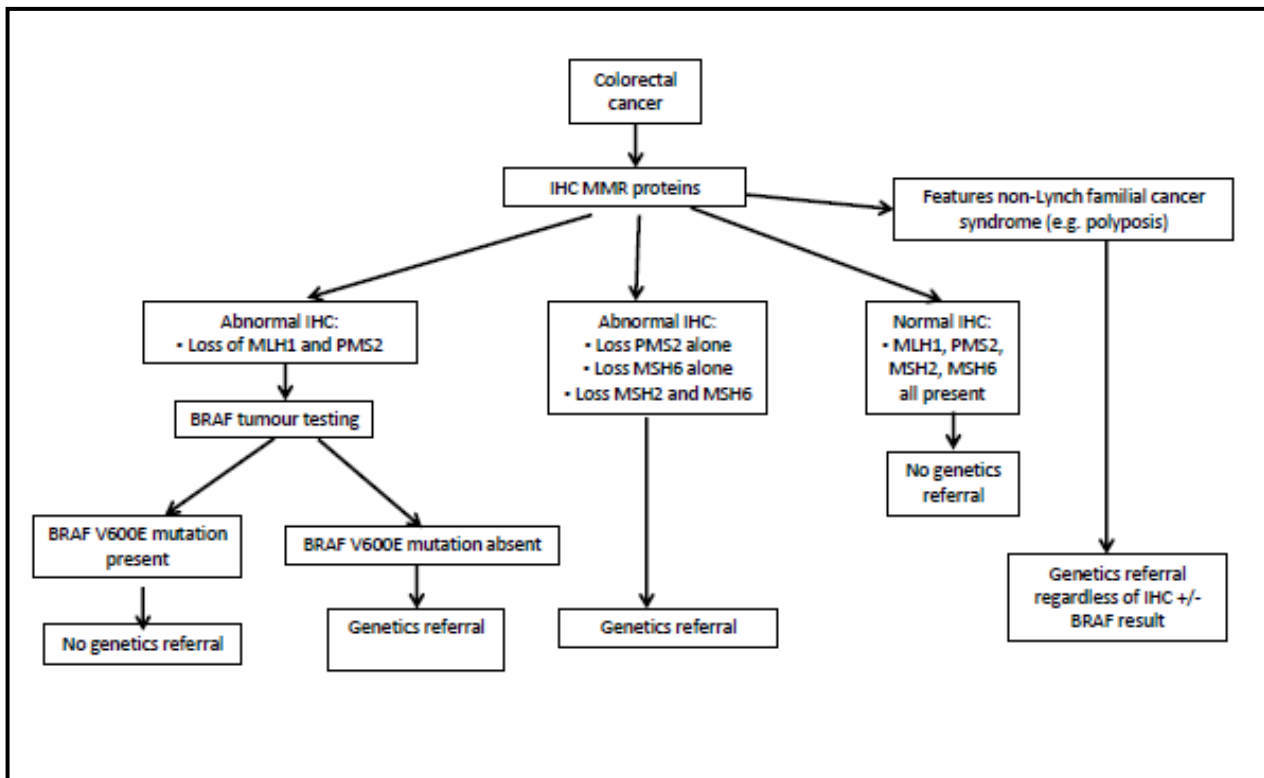 Colorectal
cancer
IHC MMR proteins
Features non-Lynch familial cancer
syndrome (e.g. polyposis)
Abnormal IHC:
• Loss of MLH1 and PMS2
Abnormal IHC:
• Loss PMS2 alone
• Loss MSH6 alone
• Loss MSH2 and MSH6
Normal IHC:
• MLH1, PMS2,
MSH2, MSH6
all present
BRAF tumour testing
No genetics
referral
BRAF V600E mutation
present
BRAF V600E mutation absent
Genetics referral
regardless of IHC +/-
BRAF result
No genetics referral
Genetics referral
Genetics referral